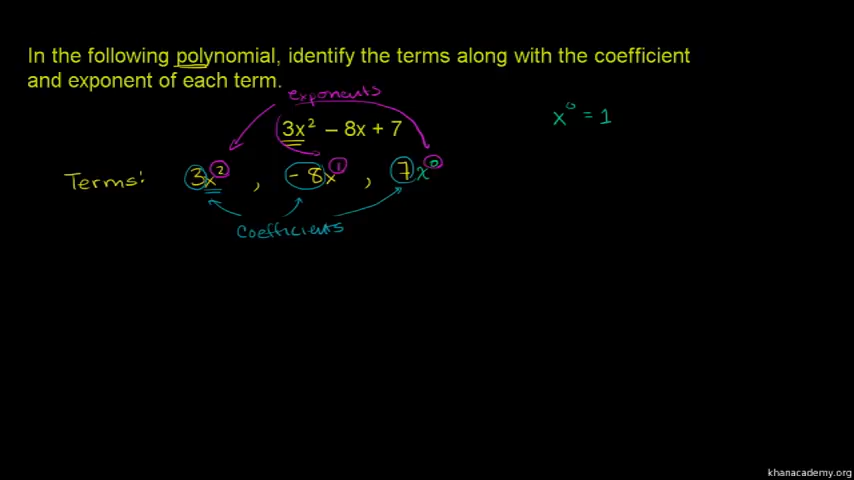 In the following polynomial, identify the terms along with the coefficient
and exponent of each term.
exponents
3x² − 8x + 7
x⁰ = 1
Terms: 3x², −8x¹, 7x⁰
Coefficients
khanacademy.org